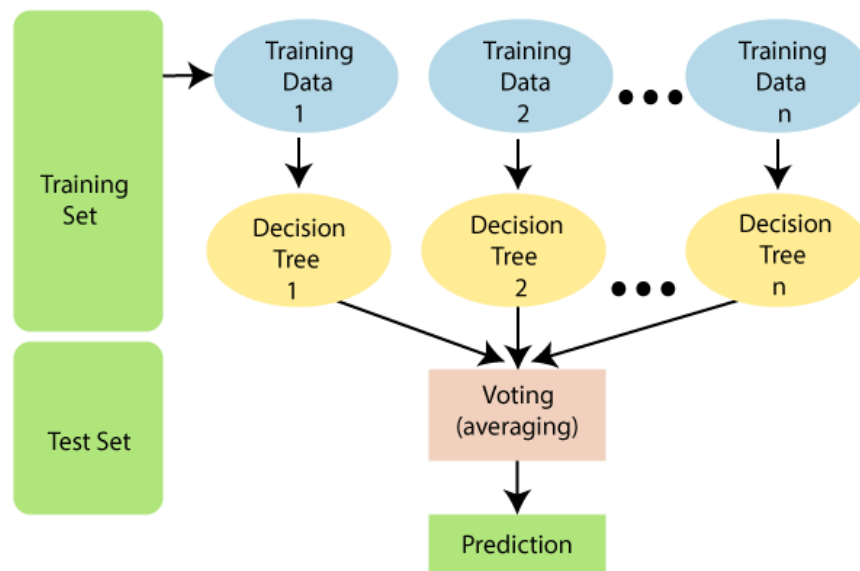 Training
Set
Test Set
Training
Data
1
Training
Data
2
Training
Data
n
Decision
Tree
1
Decision
Tree
2
Decision
Tree
n
Voting
(averaging)
Prediction